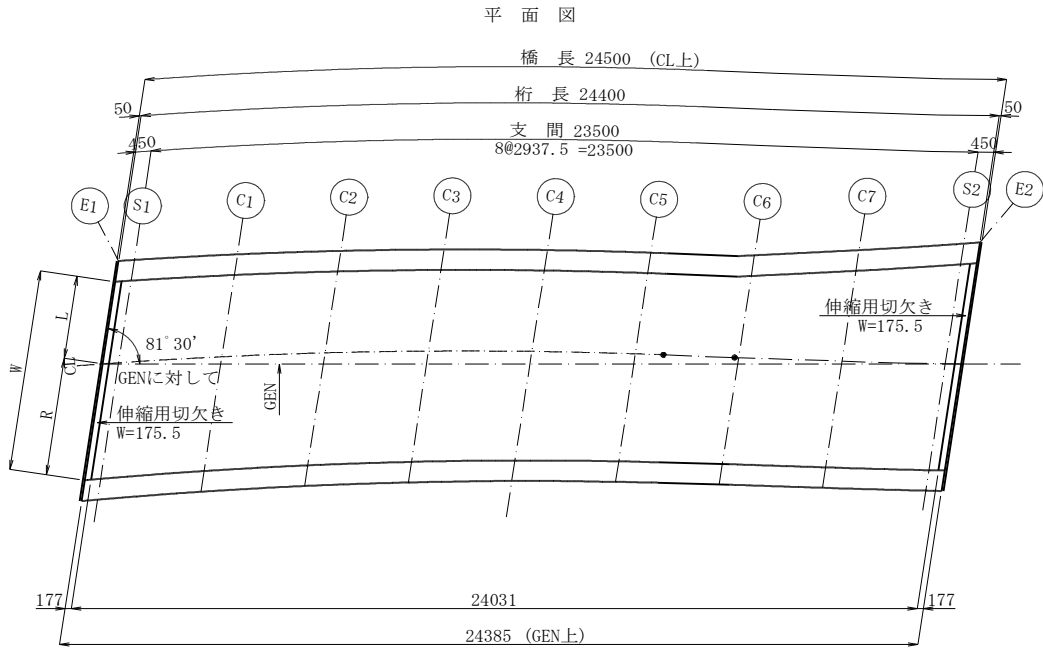 平 面 図
橋 長 24500 (CL上)
50
桁 長 24400
50
450
支 間 23500
8@2937.5 =23500
450
E1
S1
C1
C2
C3
C4
C5
C6
C7
S2
E2
伸縮用切欠き
W=175.5
L
81°30'
W
CL
GENに対して
GEN
R
伸縮用切欠き
W=175.5
177
24031
177
24385 (GEN上)